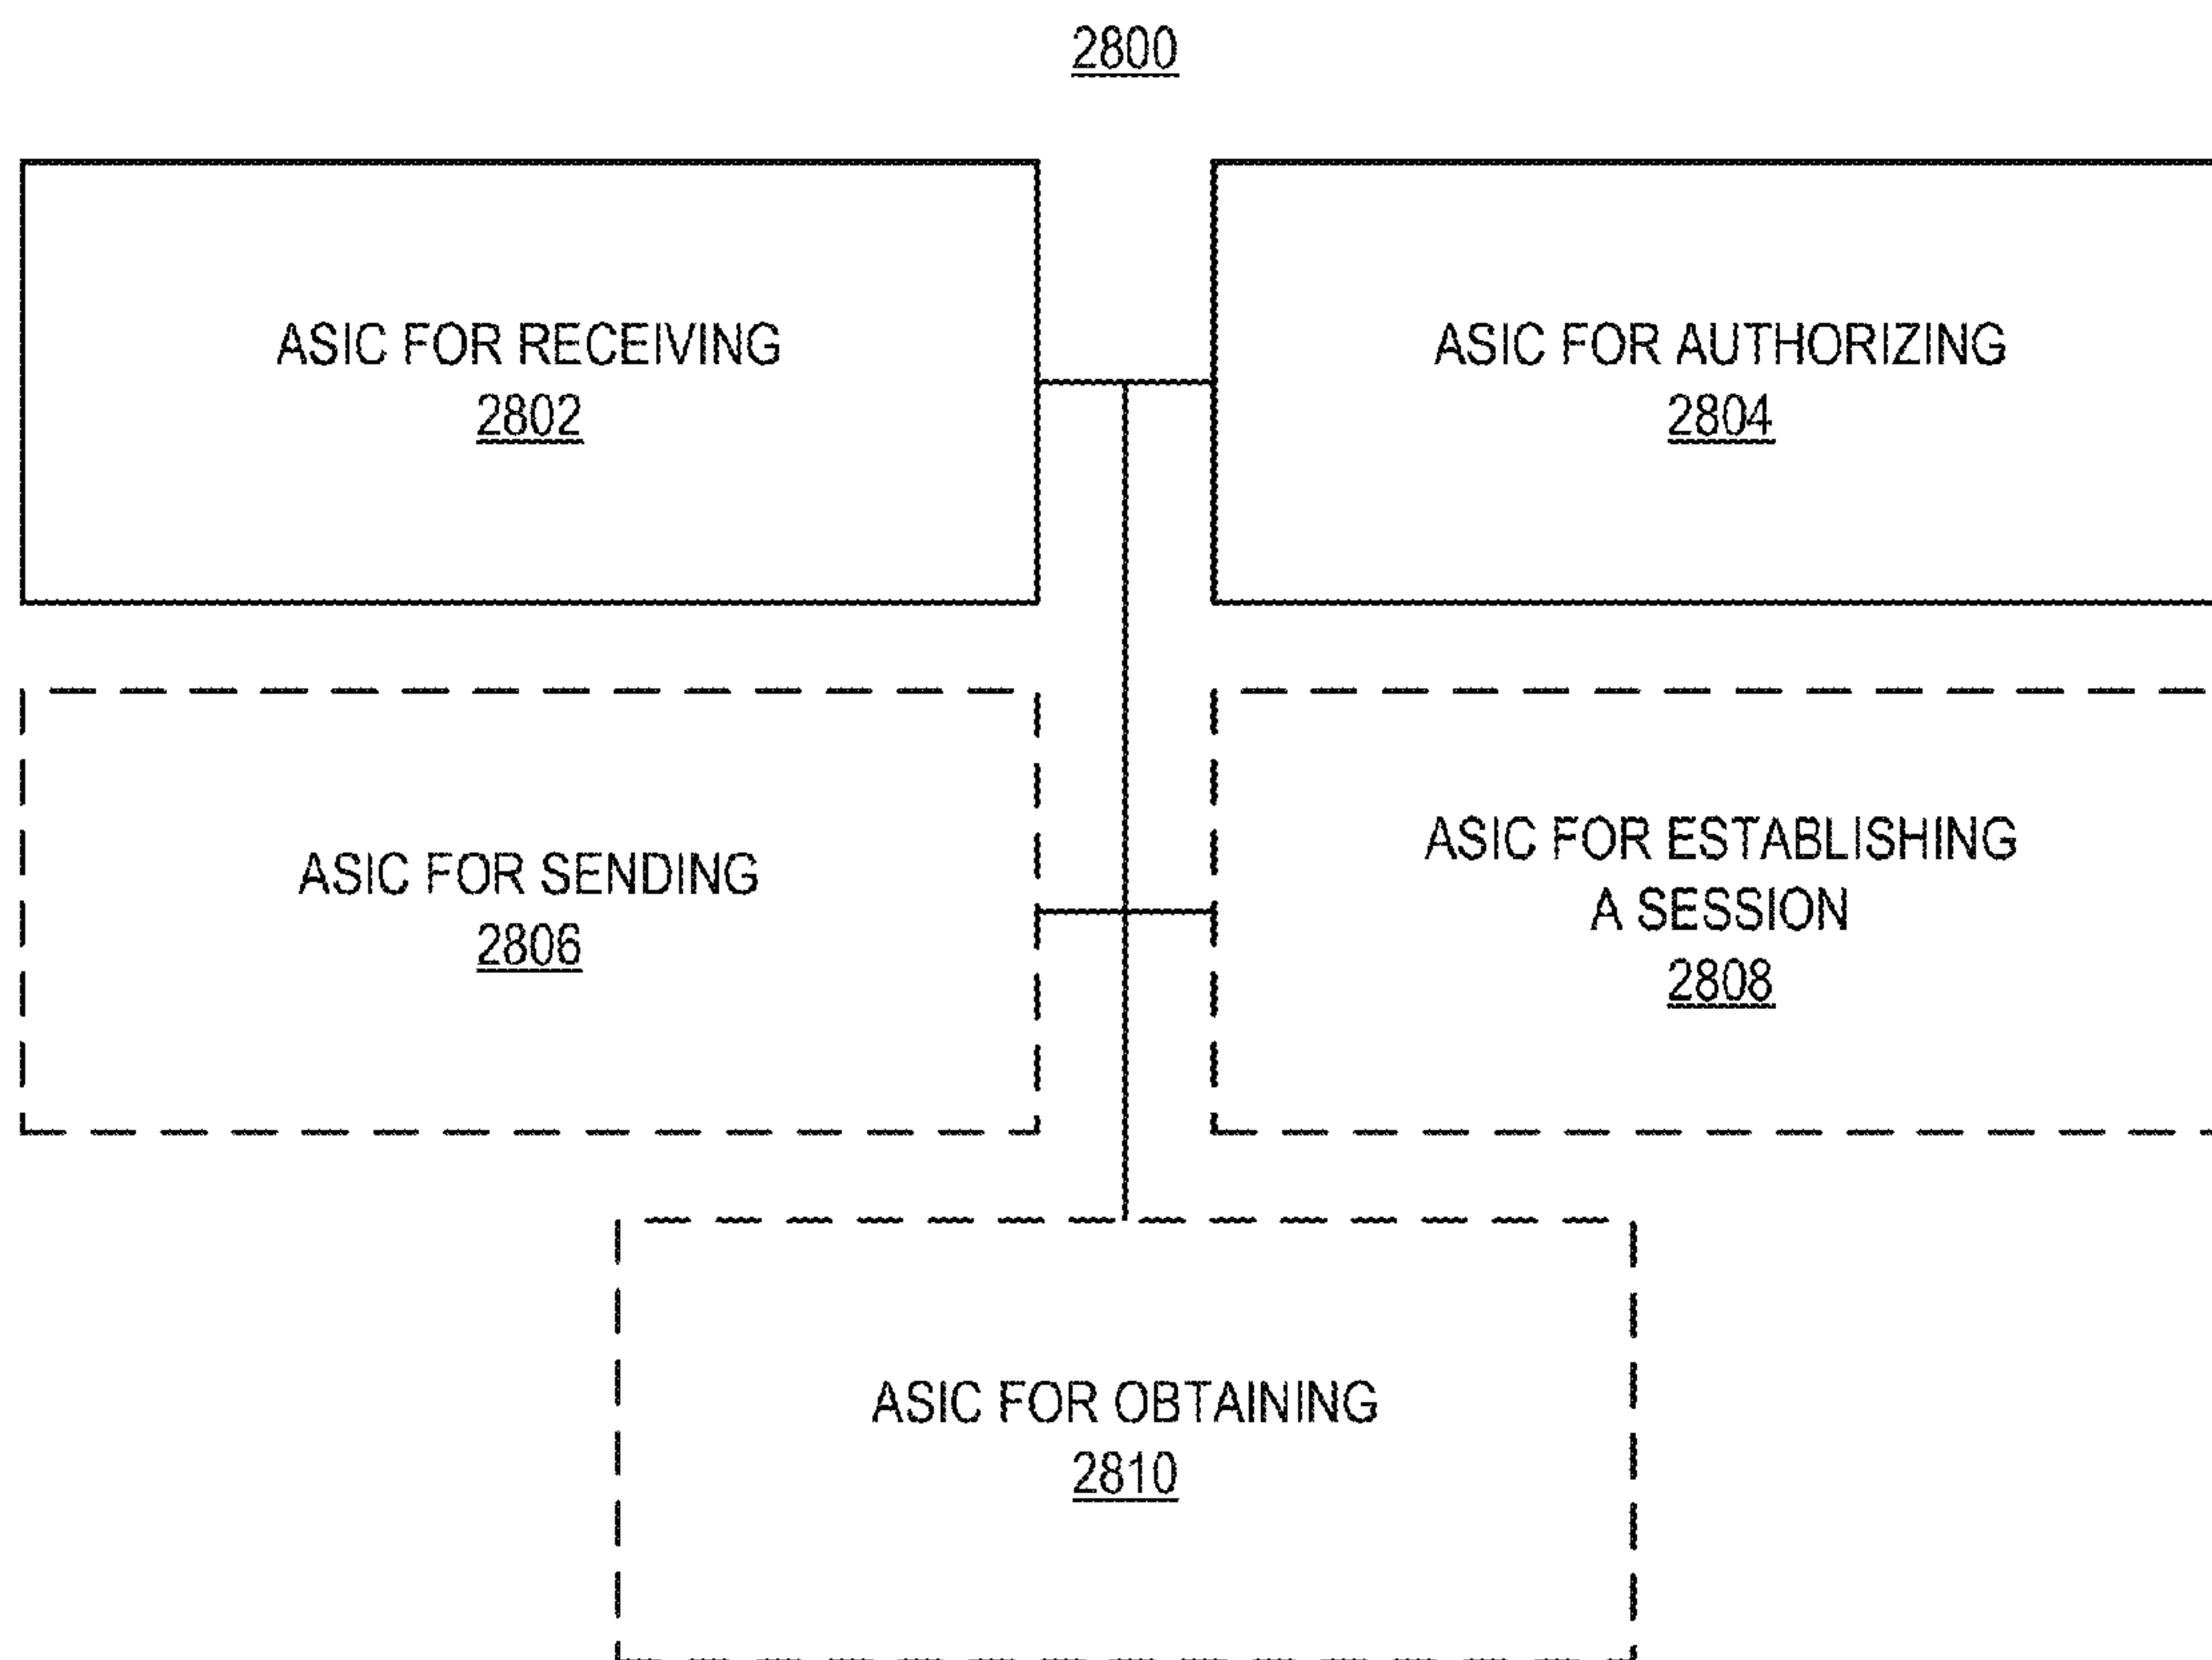 2800
ASIC FOR RECEIVING
2802
ASIC FOR AUTHORIZING
2804
ASIC FOR SENDING
2806
ASIC FOR ESTABLISHING
A SESSION
2808
ASIC FOR OBTAINING
2810